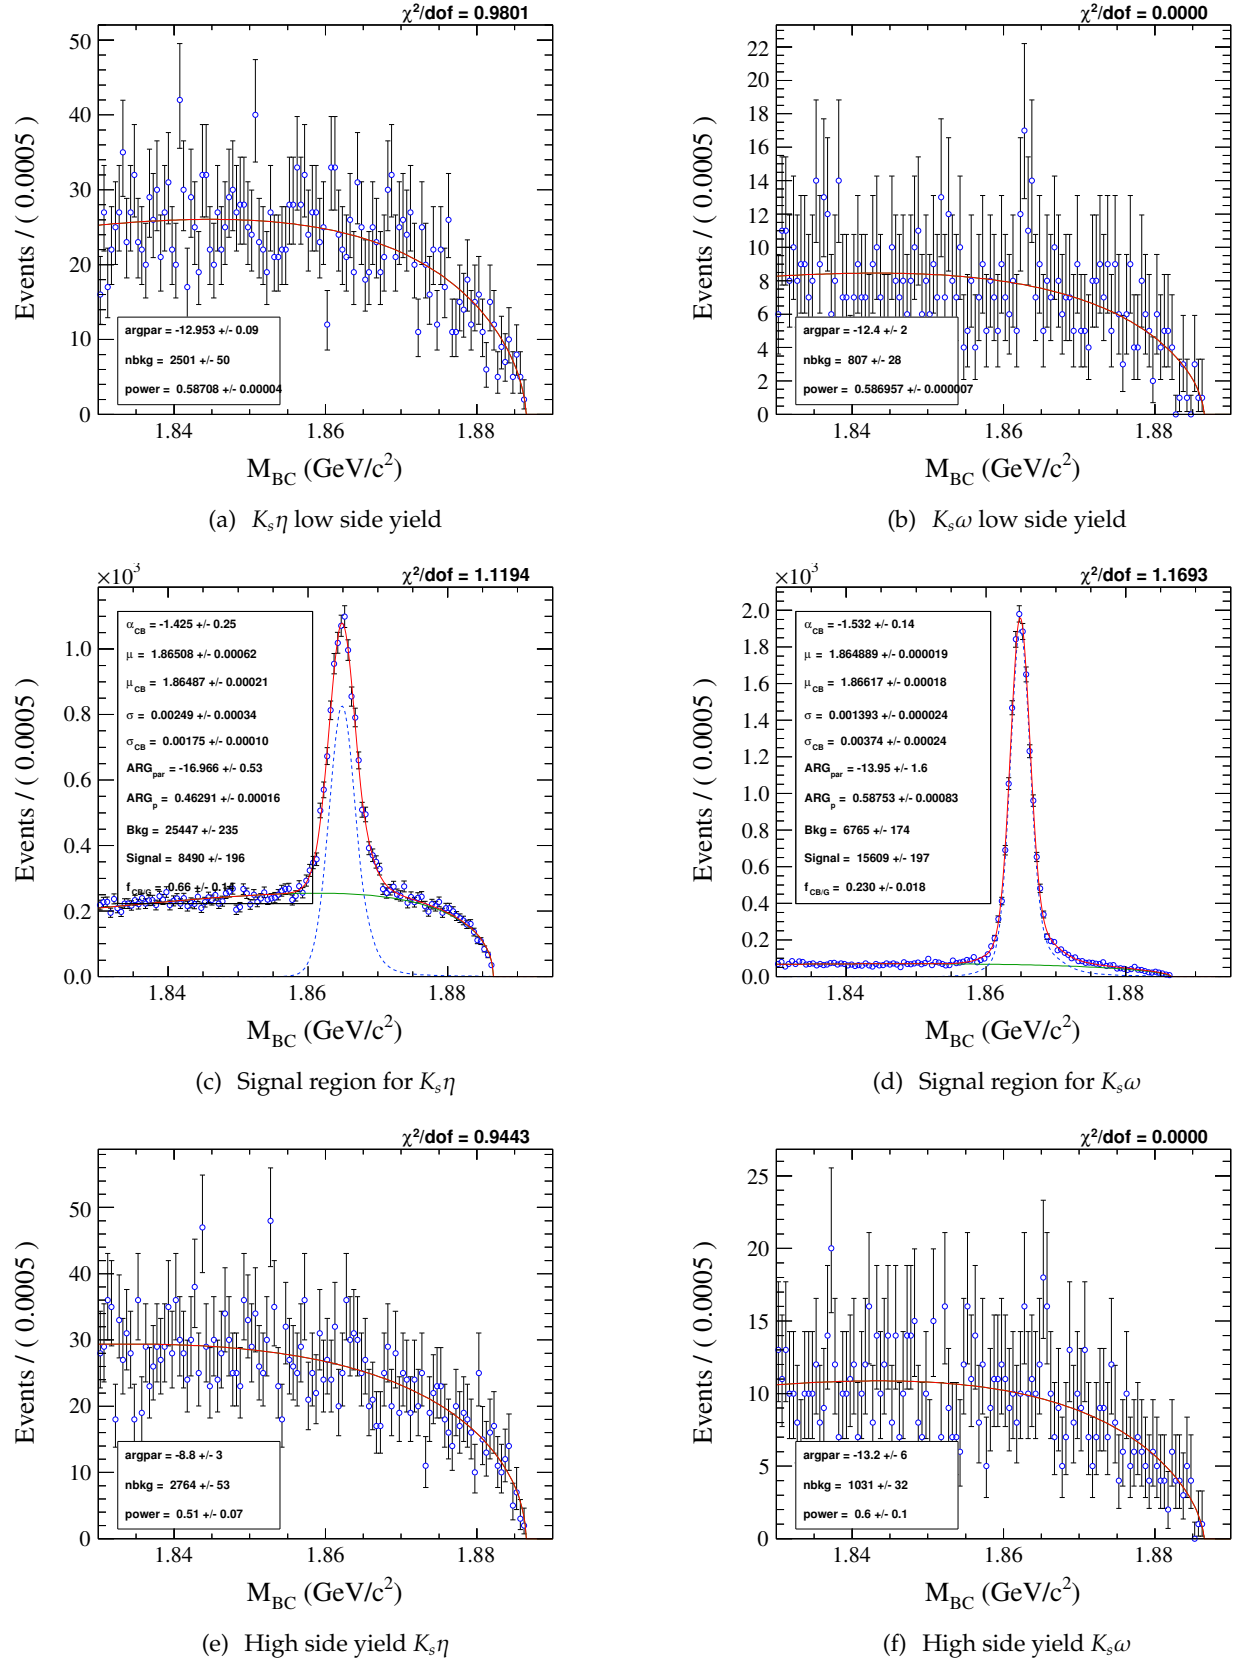 χ²/dof = 0.9801
Events / ( 0.0005 )
50
40
30
20
10
0
argpar = -12.953 +/- 0.09
nbkg = 2501 +/- 50
power = 0.58708 +/- 0.00004
1.84 1.86 1.88
M_BC (GeV/c²)
(a) K_sη low side yield
χ²/dof = 0.0000
Events / ( 0.0005 )
22
20
18
16
14
12
10
8
6
4
2
0
argpar = -12.4 +/- 2
nbkg = 807 +/- 28
power = 0.586957 +/- 0.000007
1.84 1.86 1.88
M_BC (GeV/c²)
(b) K_sω low side yield
×10³
χ²/dof = 1.1194
Events / ( 0.0005 )
1.0
0.8
0.6
0.4
0.2
0.0
α_CB = -1.425 +/- 0.25
μ = 1.86508 +/- 0.00062
μ_CB = 1.86487 +/- 0.00021
σ = 0.00249 +/- 0.00034
σ_CB = 0.00175 +/- 0.00010
ARG_par = -16.966 +/- 0.53
ARG_p = 0.46291 +/- 0.00016
Bkg = 25447 +/- 235
Signal = 8490 +/- 196
f_CB/G = 0.66 +/- 0.14
1.84 1.86 1.88
M_BC (GeV/c²)
(c) Signal region for K_sη
×10³
χ²/dof = 1.1693
Events / ( 0.0005 )
2.0
1.8
1.6
1.4
1.2
1.0
0.8
0.6
0.4
0.2
0.0
α_CB = -1.532 +/- 0.14
μ = 1.864889 +/- 0.000019
μ_CB = 1.86617 +/- 0.00018
σ = 0.001393 +/- 0.000024
σ_CB = 0.00374 +/- 0.00024
ARG_par = -13.95 +/- 1.6
ARG_p = 0.58753 +/- 0.00083
Bkg = 6765 +/- 174
Signal = 15609 +/- 197
f_CB/G = 0.230 +/- 0.018
1.84 1.86 1.88
M_BC (GeV/c²)
(d) Signal region for K_sω
χ²/dof = 0.9443
Events / ( 0.0005 )
50
40
30
20
10
0
argpar = -8.8 +/- 3
nbkg = 2764 +/- 53
power = 0.51 +/- 0.07
1.84 1.86 1.88
M_BC (GeV/c²)
(e) High side yield K_sη
χ²/dof = 0.0000
Events / ( 0.0005 )
25
20
15
10
5
0
argpar = -13.2 +/- 6
nbkg = 1031 +/- 32
power = 0.6 +/- 0.1
1.84 1.86 1.88
M_BC (GeV/c²)
(f) High side yield K_sω